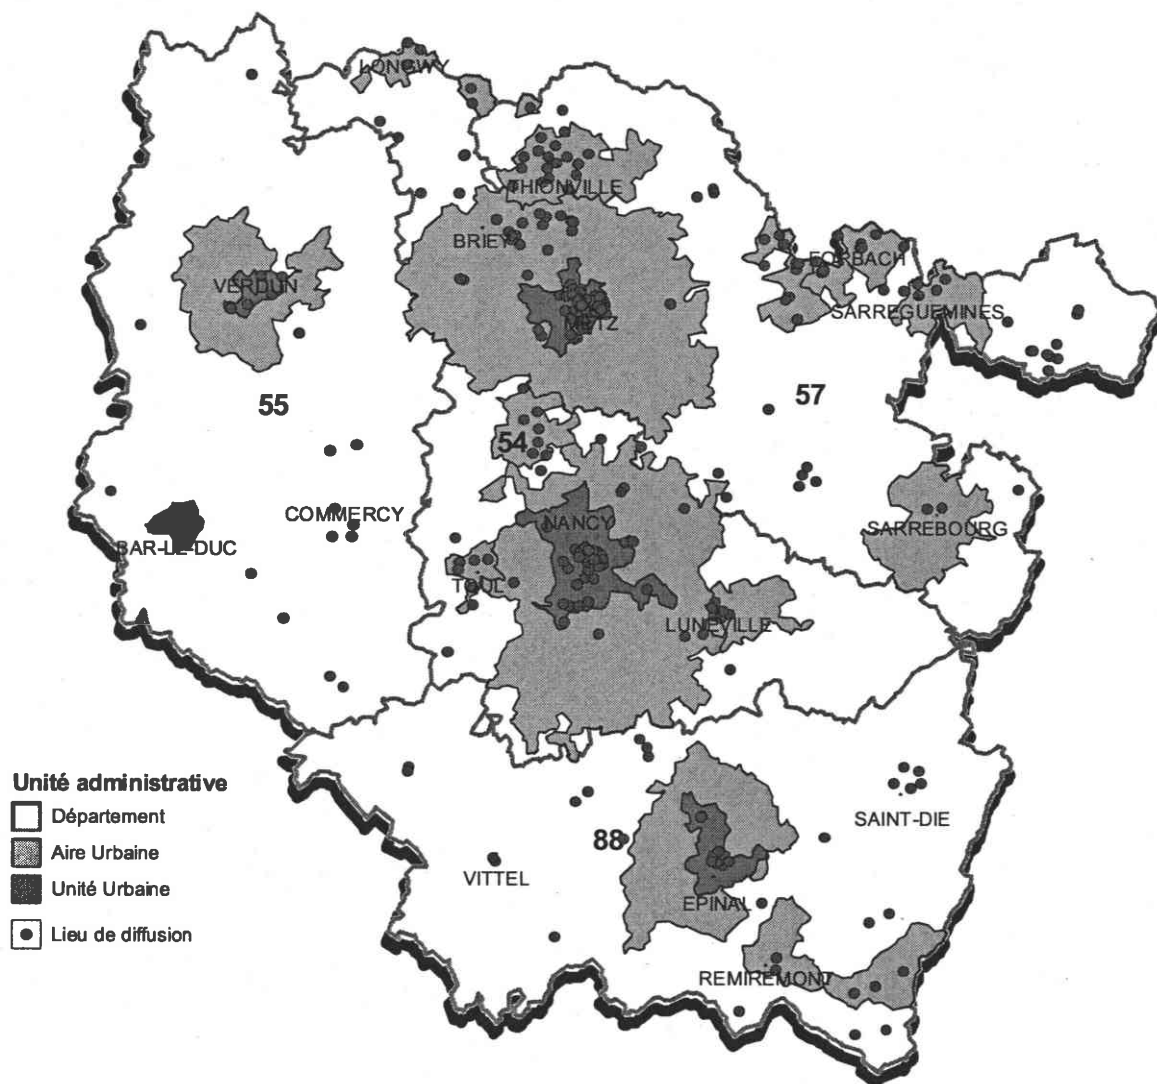 LONGWY
THIONVILLE
BRIEY
FORBACH
VERDUN
SARREGUEMINES
METZ
55
57
54
COMMERCY
NANCY
SARREBOURG
BAR-LE-DUC
TOUL
LUNEVILLE
Unité administrative
Département
Aire Urbaine
Unité Urbaine
Lieu de diffusion
SAINT-DIE
88
VITTEL
EPINAL
REMIREMONT